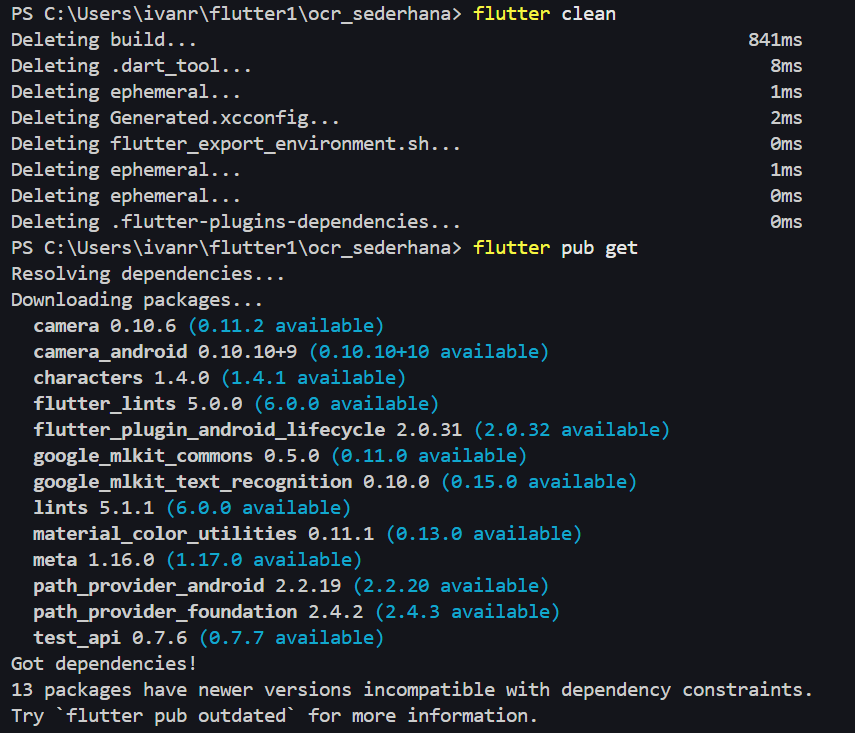 PS C:\Users\ivanr\flutter1\ocr_sederhana> flutter clean
Deleting build... 841ms
Deleting .dart_tool... 8ms
Deleting ephemeral... 1ms
Deleting Generated.xcconfig... 2ms
Deleting flutter_export_environment.sh... 0ms
Deleting ephemeral... 1ms
Deleting ephemeral... 0ms
Deleting .flutter-plugins-dependencies... 0ms
PS C:\Users\ivanr\flutter1\ocr_sederhana> flutter pub get
Resolving dependencies...
Downloading packages...
camera 0.10.6 (0.11.2 available)
camera_android 0.10.10+9 (0.10.10+10 available)
characters 1.4.0 (1.4.1 available)
flutter_lints 5.0.0 (6.0.0 available)
flutter_plugin_android_lifecycle 2.0.31 (2.0.32 available)
google_mlkit_commons 0.5.0 (0.11.0 available)
google_mlkit_text_recognition 0.10.0 (0.15.0 available)
lints 5.1.1 (6.0.0 available)
material_color_utilities 0.11.1 (0.13.0 available)
meta 1.16.0 (1.17.0 available)
path_provider_android 2.2.19 (2.2.20 available)
path_provider_foundation 2.4.2 (2.4.3 available)
test_api 0.7.6 (0.7.7 available)
Got dependencies!
13 packages have newer versions incompatible with dependency constraints.
Try `flutter pub outdated` for more information.